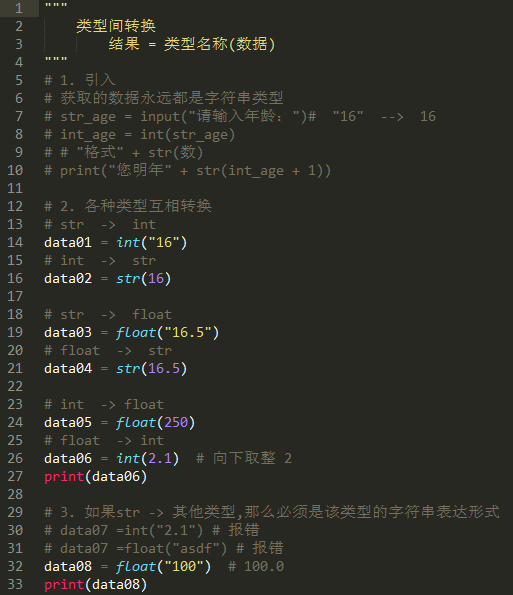 1 """
2     类型间转换
3         结果 = 类型名称(数据)
4 """
5 # 1. 引入
6 # 获取的数据永远都是字符串类型
7 # str_age = input("请输入年龄：")#  "16"  -->  16
8 # int_age = int(str_age)
9 # # "格式" + str(数)
10 # print("您明年" + str(int_age + 1))
11
12 # 2. 各种类型互相转换
13 # str  ->  int
14 data01 = int("16")
15 # int  ->  str
16 data02 = str(16)
17
18 # str  ->  float
19 data03 = float("16.5")
20 # float  ->  str
21 data04 = str(16.5)
22
23 # int  -> float
24 data05 = float(250)
25 # float  -> int
26 data06 = int(2.1)  # 向下取整 2
27 print(data06)
28
29 # 3. 如果str -> 其他类型,那么必须是该类型的字符串表达形式
30 # data07 =int("2.1") # 报错
31 # data07 =float("asdf") # 报错
32 data08 = float("100")  # 100.0
33 print(data08)